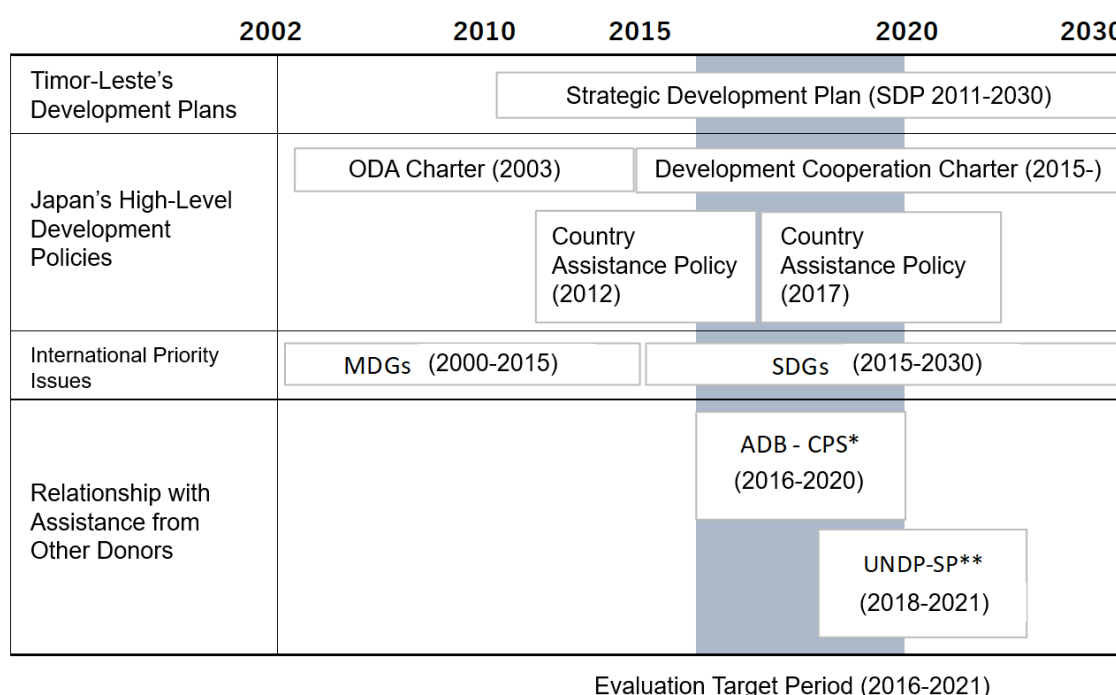 2002 2010 2015 2020 2030
Timor-Leste’s
Development Plans
Strategic Development Plan (SDP 2011-2030)
Japan’s High-Level
Development
Policies
ODA Charter (2003)
Development Cooperation Charter (2015-)
Country
Assistance Policy
(2012)
Country
Assistance Policy
(2017)
International Priority
Issues
MDGs (2000-2015)
SDGs (2015-2030)
Relationship with
Assistance from
Other Donors
ADB - CPS*
(2016-2020)
UNDP-SP**
(2018-2021)
Evaluation Target Period (2016-2021)